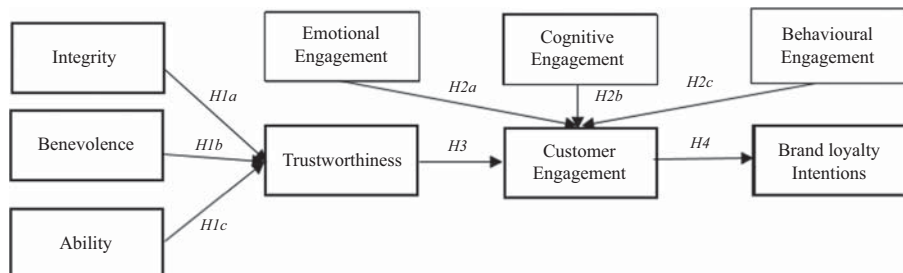 Integrity
Emotional
Engagement
Cognitive
Engagement
Behavioural
Engagement
H1a
H2a
H2b
H2c
Benevolence
H1b
Trustworthiness
H3
Customer
Engagement
H4
Brand loyalty
Intentions
Ability
H1c